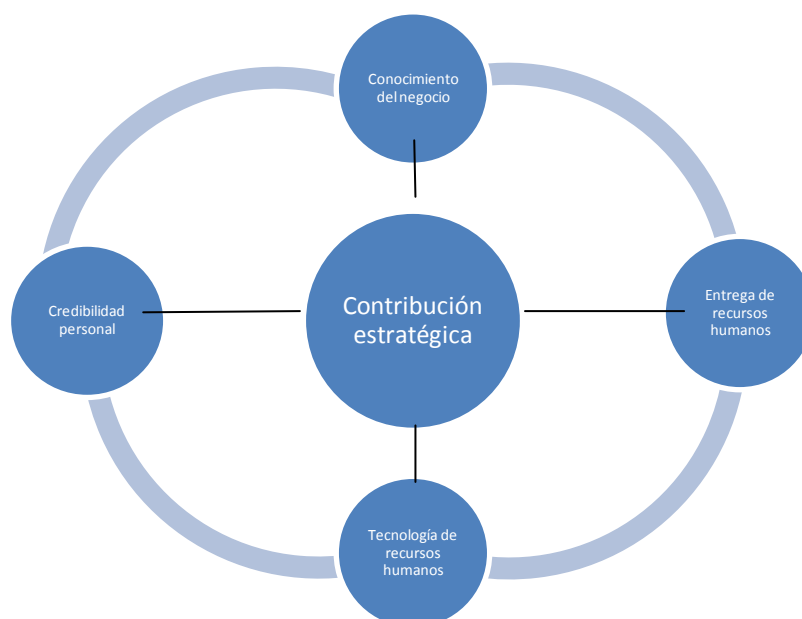 Conocimiento
del negocio
Credibilidad
personal
Contribución
estratégica
Entrega de
recursos
humanos
Tecnología de
recursos
humanos